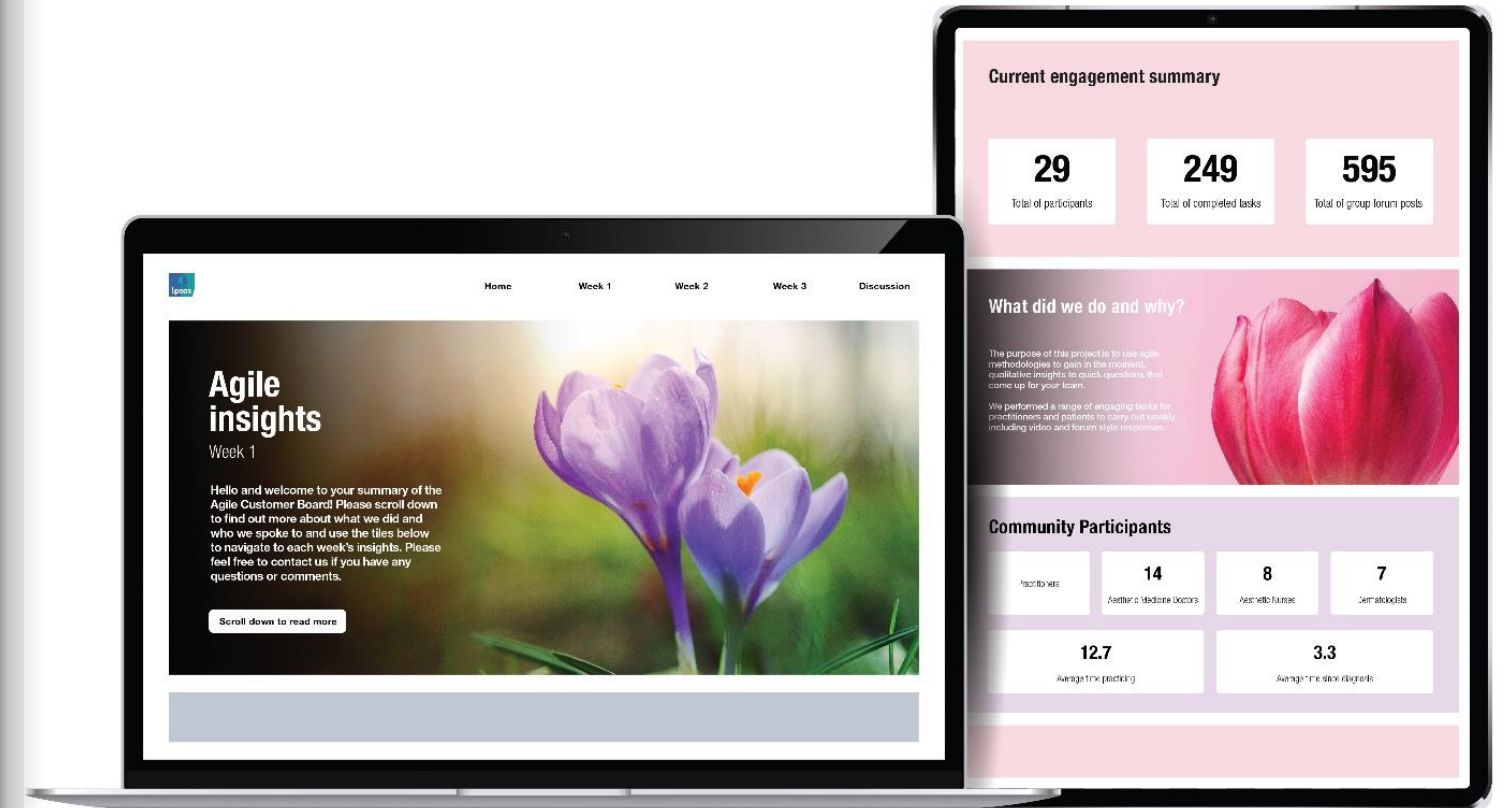 Ipsos
Home
Week 1
Week 2
Week 3
Discussion
Agile
insights
Week 1
Hello and welcome to your summary of the
Agile Customer Board! Please scroll down
to find out more about what we did and
who we spoke to and use the tiles below
to navigate to each week's insights. Please
feel free to contact us if you have any
questions or comments.
Scroll down to read more
Current engagement summary
29
Total of participants
249
Total of completed tasks
595
Total of group forum posts
What did we do and why?
The purpose of this project is to use agile
methodologies to gain in the moment,
qualitative insights to quick questions that
come up for your team.
We performed a range of engaging tasks for
practitioners and patients to carry out weekly
including video and forum style responses.
Community Participants
Practitioners
14
Aesthetic Medicine Doctors
8
Aesthetic Nurses
7
Dermatologists
12.7
Average time practicing
3.3
Average time since diagnosis